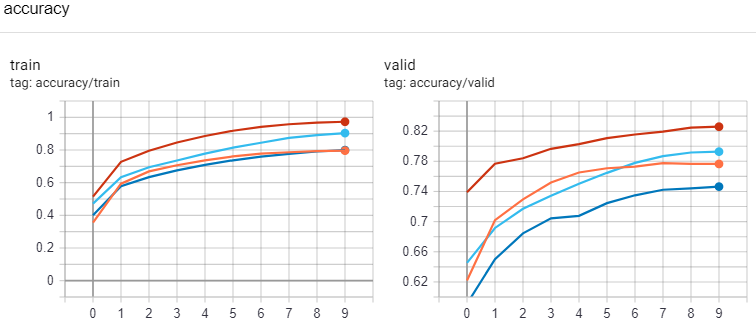 accuracy
train
tag: accuracy/train
1
0.8
0.6
0.4
0.2
0
0 1 2 3 4 5 6 7 8 9
valid
tag: accuracy/valid
0.82
0.78
0.74
0.7
0.66
0.62
0 1 2 3 4 5 6 7 8 9